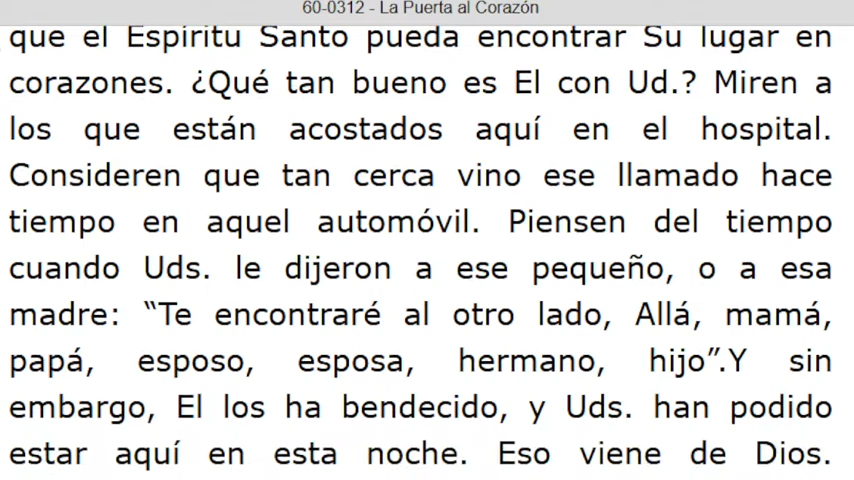 60-0312 - La Puerta al Corazón
que el Espíritu Santo pueda encontrar Su lugar en
corazones. ¿Qué tan bueno es El con Ud.? Miren a
los que están acostados aquí en el hospital.
Consideren que tan cerca vino ese llamado hace
tiempo en aquel automóvil. Piensen del tiempo
cuando Uds. le dijeron a ese pequeño, o a esa
madre: “Te encontraré al otro lado, Allá, mamá,
papá, esposo, esposa, hermano, hijo”.Y sin
embargo, El los ha bendecido, y Uds. han podido
estar aquí en esta noche. Eso viene de Dios.